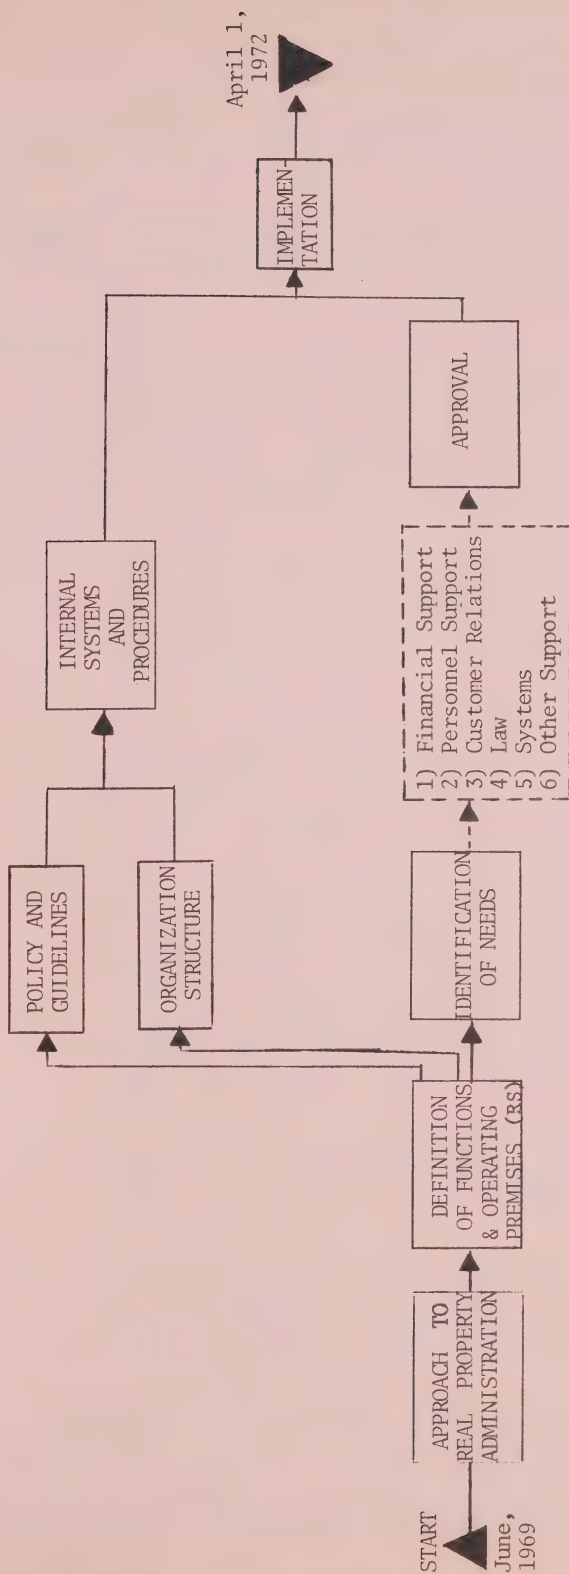 START
June,
1969
APPROACH TO
REAL PROPERTY
ADMINISTRATION
DEFINITION
OF FUNCTIONS
& OPERATING
PREMISES (RS)
POLICY AND
GUIDELINES
ORGANIZATION
STRUCTURE
IDENTIFICATION
OF NEEDS
INTERNAL
SYSTEMS
AND
PROCEDURES
1) Financial Support
2) Personnel Support
3) Customer Relations
4) Law
5) Systems
6) Other Support
APPROVAL
IMPLEMEN-
TATION
April 1,
1972